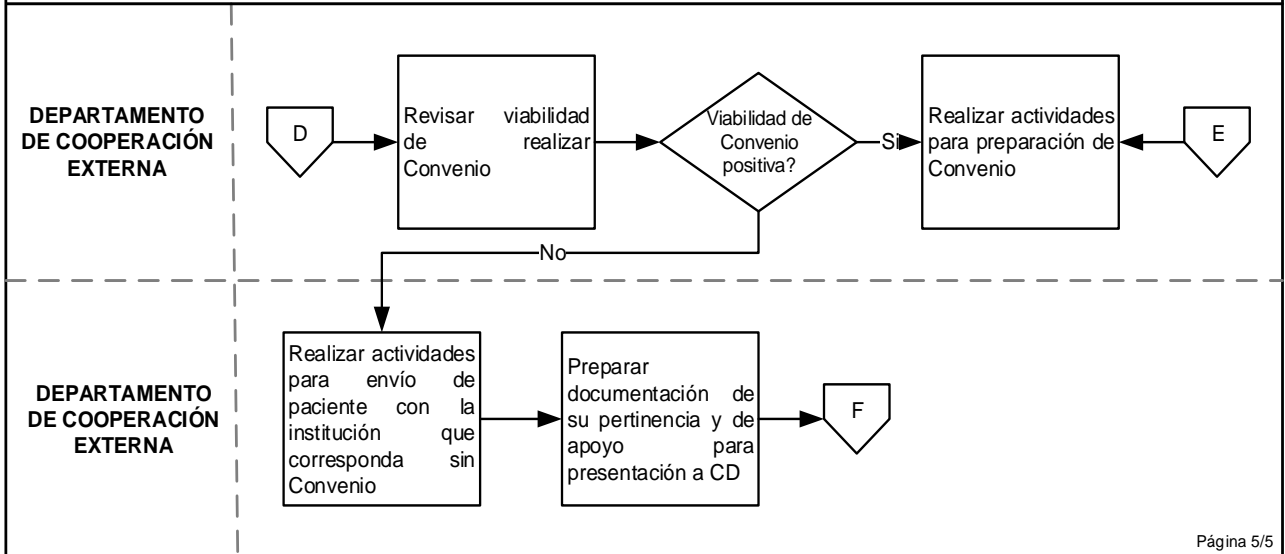 DEPARTAMENTO
DE COOPERACIÓN
EXTERNA
D
Revisar viabilidad
de realizar
Convenio
Viabilidad de
Convenio
positiva?
Si
Realizar actividades
para preparación de
Convenio
E
No
DEPARTAMENTO
DE COOPERACIÓN
EXTERNA
Realizar actividades
para envío de
paciente con la
institución que
corresponda sin
Convenio
Preparar
documentación de
su pertinencia y de
apoyo para
presentación a CD
F
Página 5/5